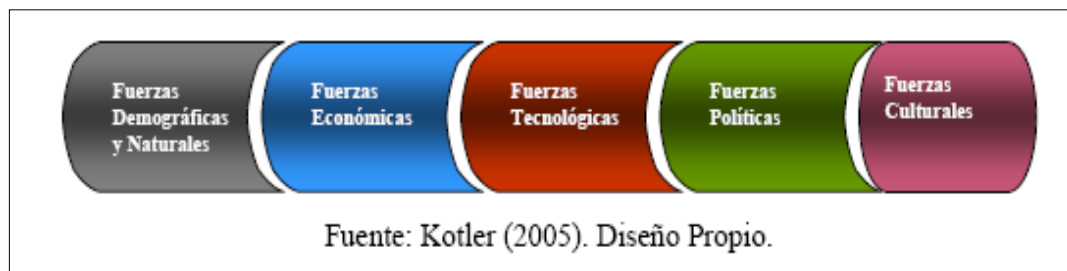 Fuerzas
Demográficas
y Naturales
Fuerzas
Económicas
Fuerzas
Tecnológicas
Fuerzas
Políticas
Fuerzas
Culturales
Fuente: Kotler (2005). Diseño Propio.